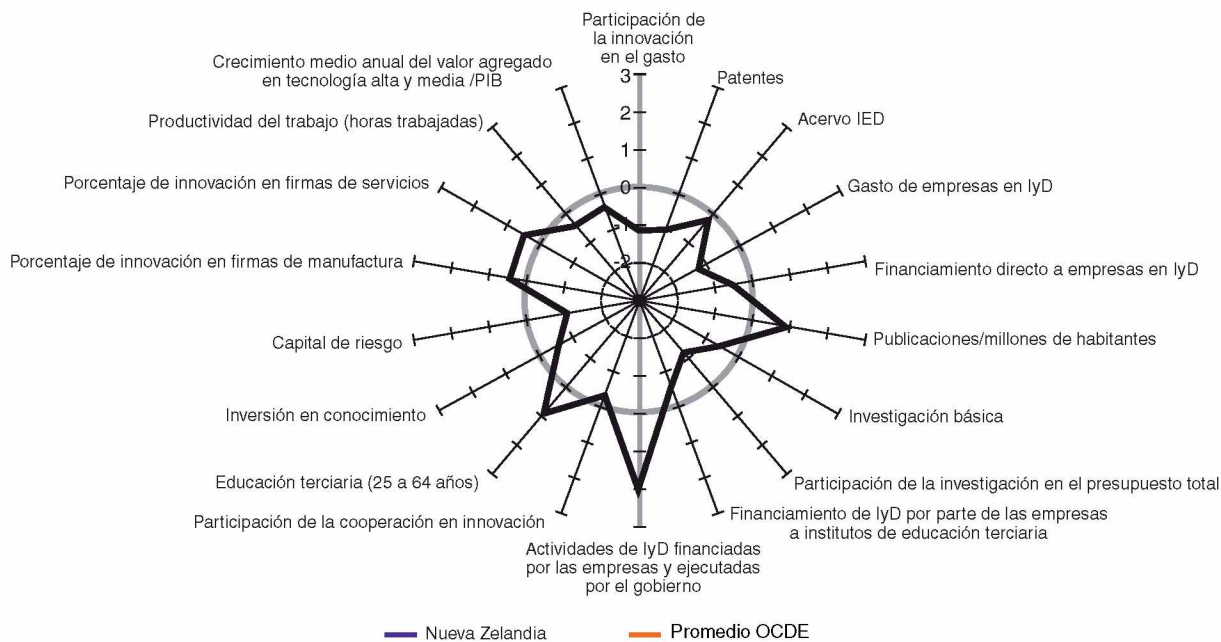 Participación de
la innovación
en el gasto
Crecimiento medio anual del valor agregado
en tecnología alta y media /PIB
Patentes
Productividad del trabajo (horas trabajadas)
Acervo IED
Porcentaje de innovación en firmas de servicios
Gasto de empresas en IyD
Porcentaje de innovación en firmas de manufactura
Financiamiento directo a empresas en IyD
Capital de riesgo
Publicaciones/millones de habitantes
Inversión en conocimiento
Investigación básica
Educación terciaria (25 a 64 años)
Participación de la investigación en el presupuesto total
Participación de la cooperación en innovación
Financiamiento de IyD por parte de las empresas
a institutos de educación terciaria
Actividades de IyD financiadas
por las empresas y ejecutadas
por el gobierno
3
2
1
0
-1
-2
Nueva Zelandia
Promedio OCDE